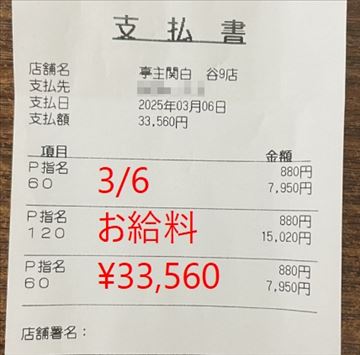 支払書
店舗名 亭主関白 谷9店
支払先
支払日 2025年03月06日
支払額 33,560円
項目 金額
P指名 880円
60 7,950円
3/6
P指名 880円
120 15,020円
お給料
P指名 880円
60 7,950円
¥33,560
店舗署名: